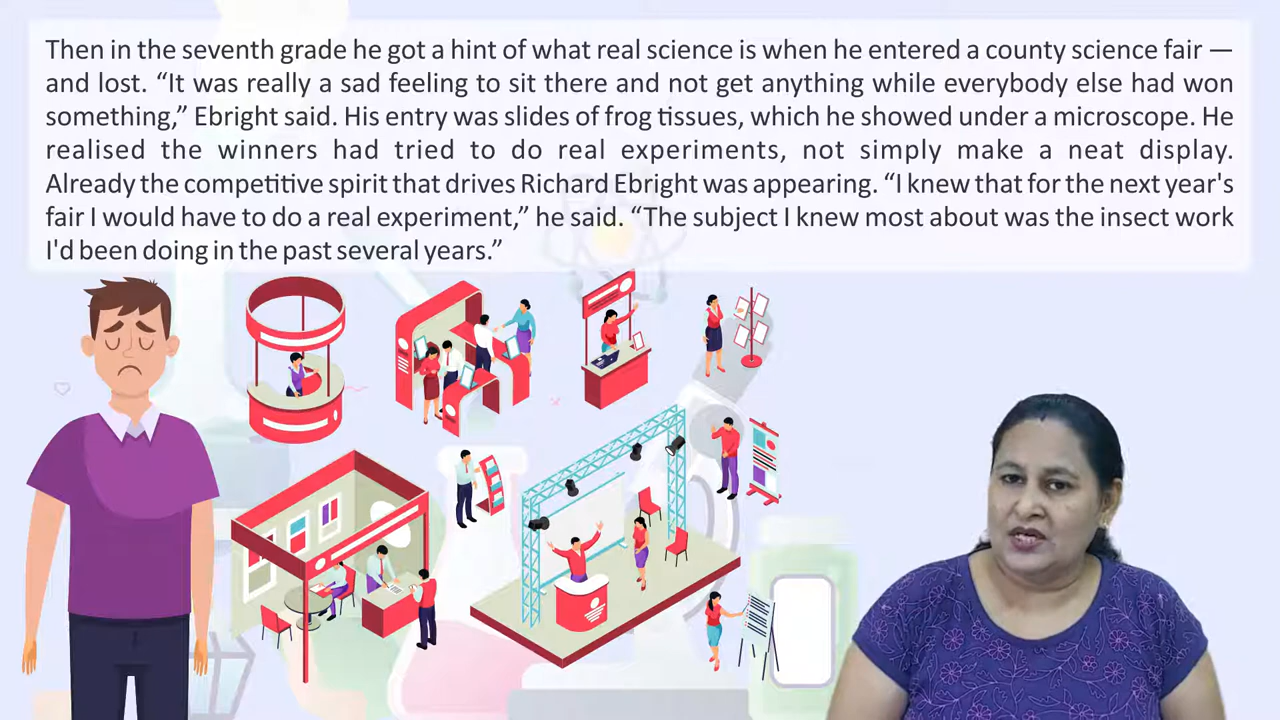 Then in the seventh grade he got a hint of what real science is when he entered a county science fair —
and lost. “It was really a sad feeling to sit there and not get anything while everybody else had won
something,” Ebright said. His entry was slides of frog tissues, which he showed under a microscope. He
realised the winners had tried to do real experiments, not simply make a neat display.
Already the competitive spirit that drives Richard Ebright was appearing. “I knew that for the next year's
fair I would have to do a real experiment,” he said. “The subject I knew most about was the insect work
I'd been doing in the past several years.”